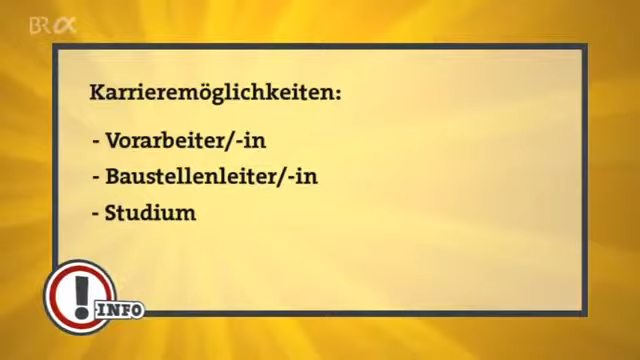 BR α
Karrieremöglichkeiten:
- Vorarbeiter/-in
- Baustellenleiter/-in
- Studium
! INFO